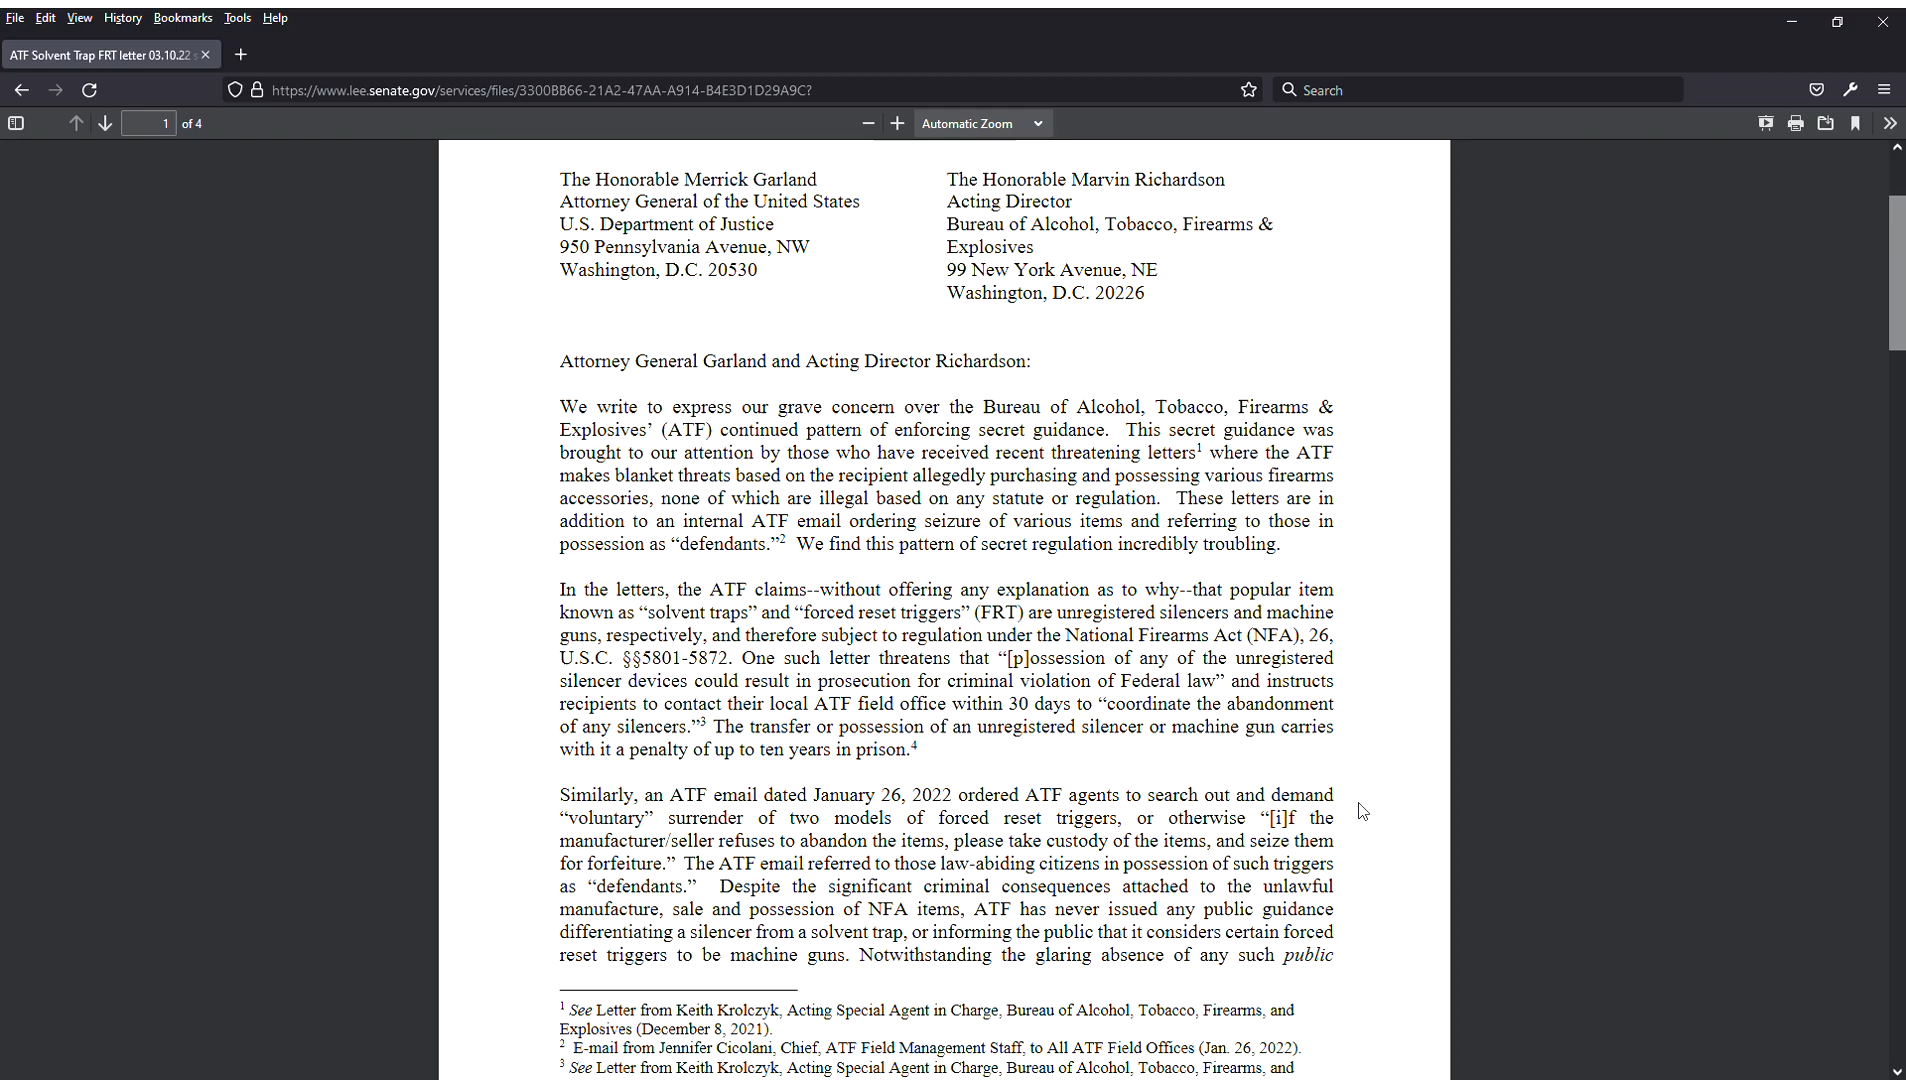 File Edit View History Bookmarks Tools Help
ATF Solvent Trap FRT letter 03.10.22
https://www.lee.senate.gov/services/files/3300BB66-21A2-47AA-A914-B4E3D1D29A9C?
Search
1 of 4
Automatic Zoom
The Honorable Merrick Garland
Attorney General of the United States
U.S. Department of Justice
950 Pennsylvania Avenue, NW
Washington, D.C. 20530
The Honorable Marvin Richardson
Acting Director
Bureau of Alcohol, Tobacco, Firearms &
Explosives
99 New York Avenue, NE
Washington, D.C. 20226
Attorney General Garland and Acting Director Richardson:
We write to express our grave concern over the Bureau of Alcohol, Tobacco, Firearms &
Explosives’ (ATF) continued pattern of enforcing secret guidance. This secret guidance was
brought to our attention by those who have received recent threatening letters1 where the ATF
makes blanket threats based on the recipient allegedly purchasing and possessing various firearms
accessories, none of which are illegal based on any statute or regulation. These letters are in
addition to an internal ATF email ordering seizure of various items and referring to those in
possession as “defendants.”2 We find this pattern of secret regulation incredibly troubling.
In the letters, the ATF claims--without offering any explanation as to why--that popular item
known as “solvent traps” and “forced reset triggers” (FRT) are unregistered silencers and machine
guns, respectively, and therefore subject to regulation under the National Firearms Act (NFA), 26,
U.S.C. §§5801-5872. One such letter threatens that “[p]ossession of any of the unregistered
silencer devices could result in prosecution for criminal violation of Federal law” and instructs
recipients to contact their local ATF field office within 30 days to “coordinate the abandonment
of any silencers.”3 The transfer or possession of an unregistered silencer or machine gun carries
with it a penalty of up to ten years in prison.4
Similarly, an ATF email dated January 26, 2022 ordered ATF agents to search out and demand
“voluntary” surrender of two models of forced reset triggers, or otherwise “[i]f the
manufacturer/seller refuses to abandon the items, please take custody of the items, and seize them
for forfeiture.” The ATF email referred to those law-abiding citizens in possession of such triggers
as “defendants.” Despite the significant criminal consequences attached to the unlawful
manufacture, sale and possession of NFA items, ATF has never issued any public guidance
differentiating a silencer from a solvent trap, or informing the public that it considers certain forced
reset triggers to be machine guns. Notwithstanding the glaring absence of any such public
1 See Letter from Keith Krolczyk, Acting Special Agent in Charge, Bureau of Alcohol, Tobacco, Firearms, and
Explosives (December 8, 2021).
2 E-mail from Jennifer Cicolani, Chief, ATF Field Management Staff, to All ATF Field Offices (Jan. 26, 2022).
3 See Letter from Keith Krolczyk, Acting Special Agent in Charge, Bureau of Alcohol, Tobacco, Firearms, and